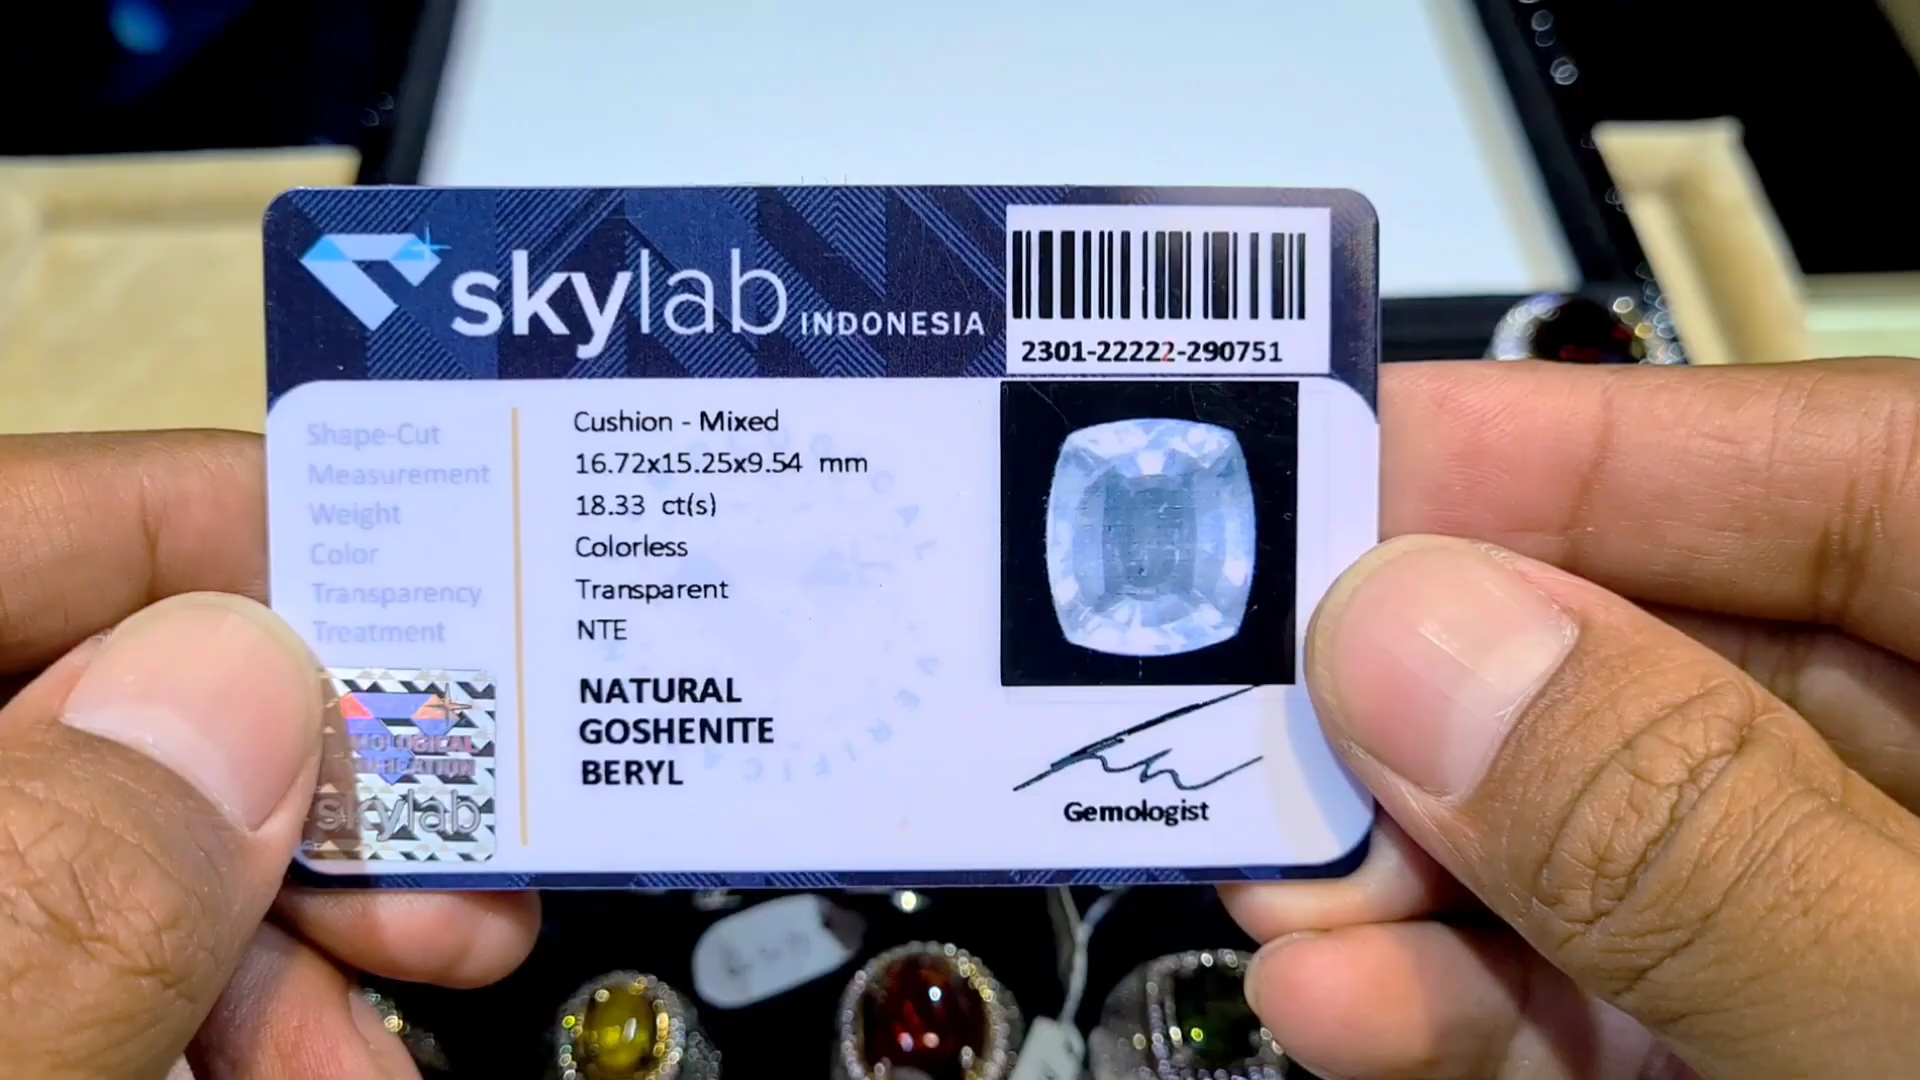 skylab INDONESIA
2301-22222-290751
Shape-Cut Cushion - Mixed
Measurement 16.72x15.25x9.54 mm
Weight 18.33 ct(s)
Color Colorless
Transparency Transparent
Treatment NTE
NATURAL
GOSHENITE
BERYL
skylab
Gemologist